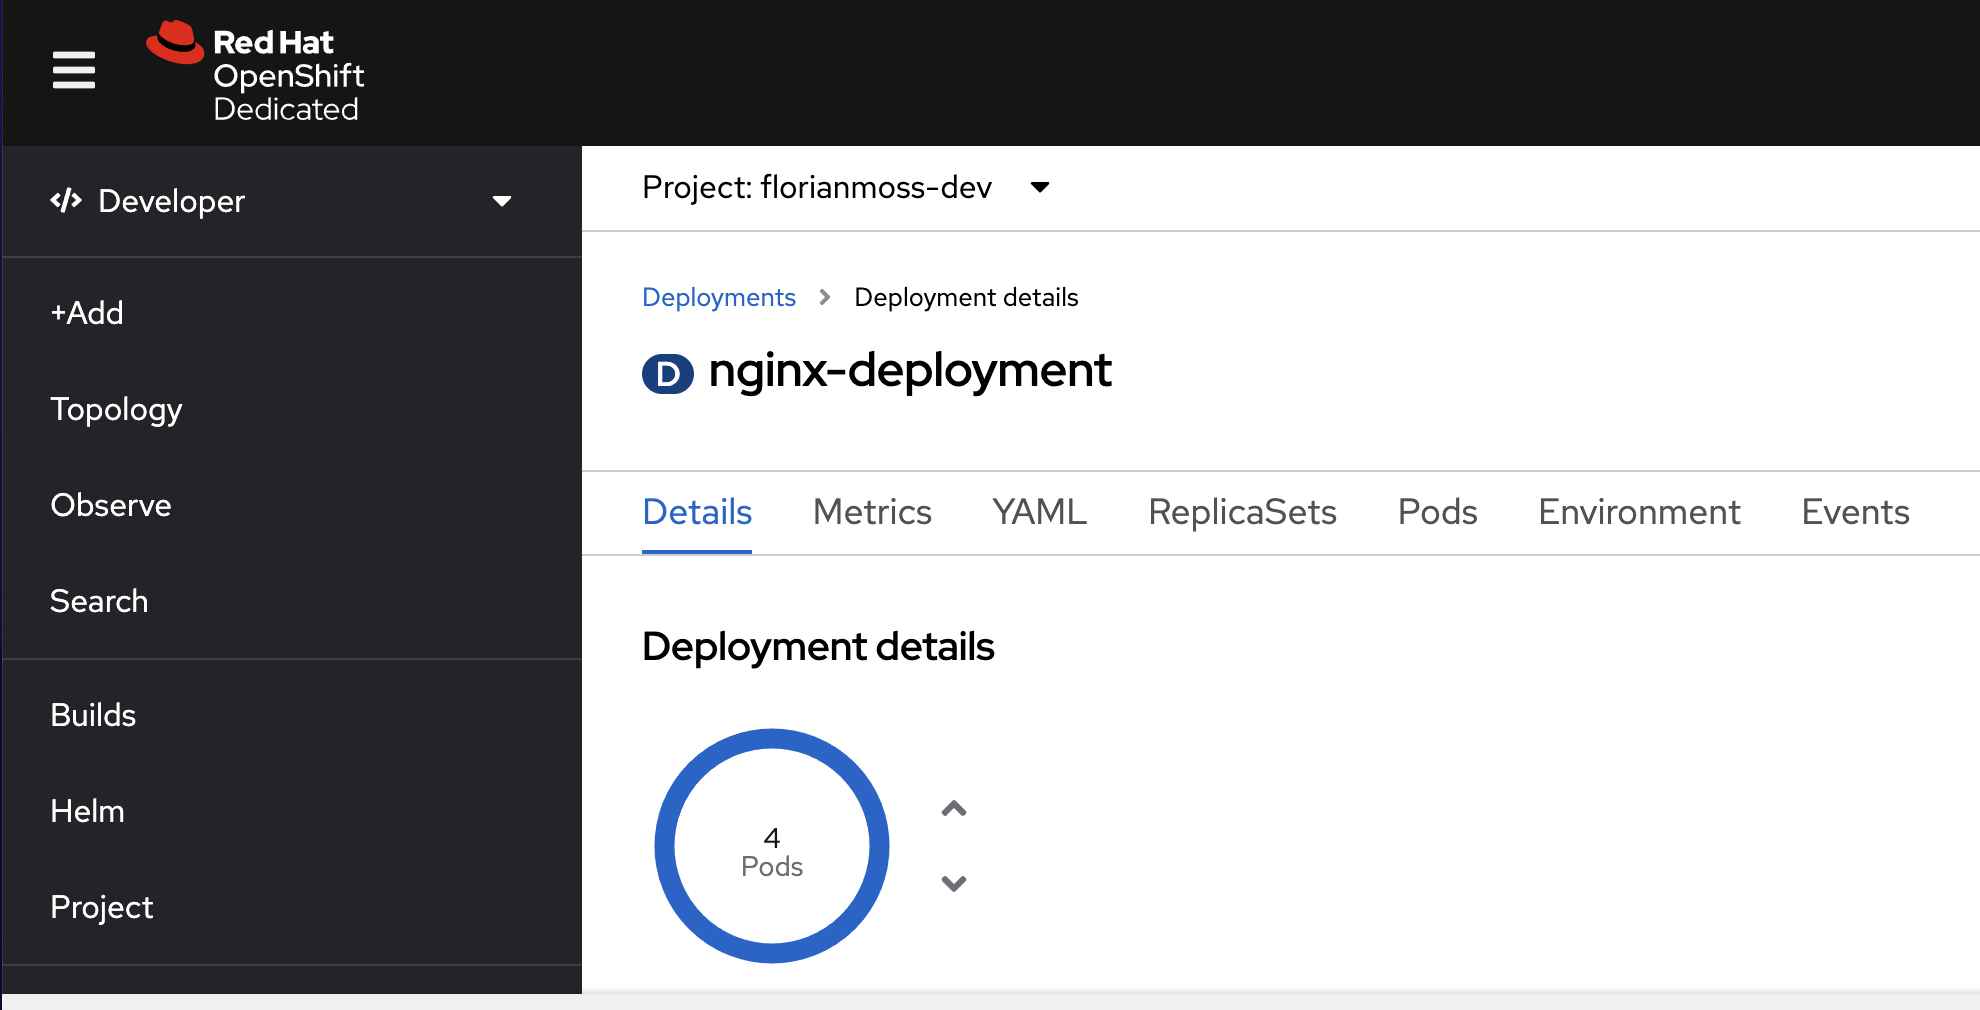 Red Hat
OpenShift
Dedicated
Developer
+Add
Topology
Observe
Search
Builds
Helm
Project
Project: florianmoss-dev
Deployments > Deployment details
D nginx-deployment
Details Metrics YAML ReplicaSets Pods Environment Events
Deployment details
4
Pods